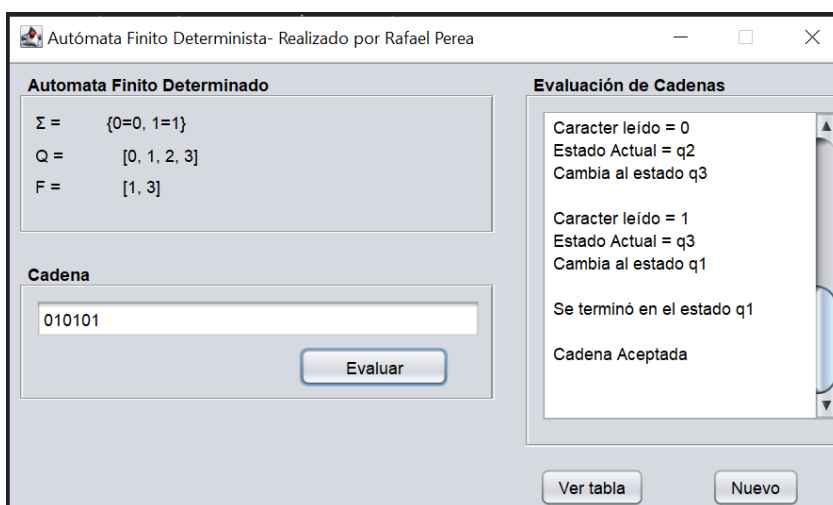 Autómata Finito Determinista- Realizado por Rafael Perea
Automata Finito Determinado
Σ = {0=0, 1=1}
Q = [0, 1, 2, 3]
F = [1, 3]
Cadena
010101
Evaluar
Evaluación de Cadenas
Caracter leído = 0
Estado Actual = q2
Cambia al estado q3
Caracter leído = 1
Estado Actual = q3
Cambia al estado q1
Se terminó en el estado q1
Cadena Aceptada
Ver tabla
Nuevo